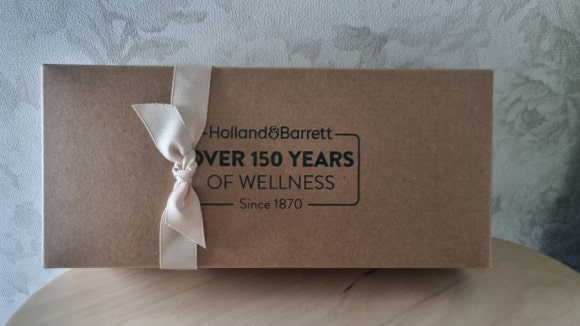 Holland&Barrett
OVER 150 YEARS
OF WELLNESS
Since 1870